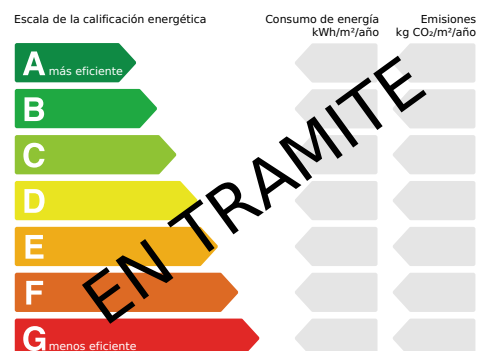 Escala de la calificación energética
Consumo de energía
kWh/m²/año
Emisiones
kg CO₂/m²/año
A más eficiente
B
C
D
E
F
G menos eficiente
EN TRAMITE